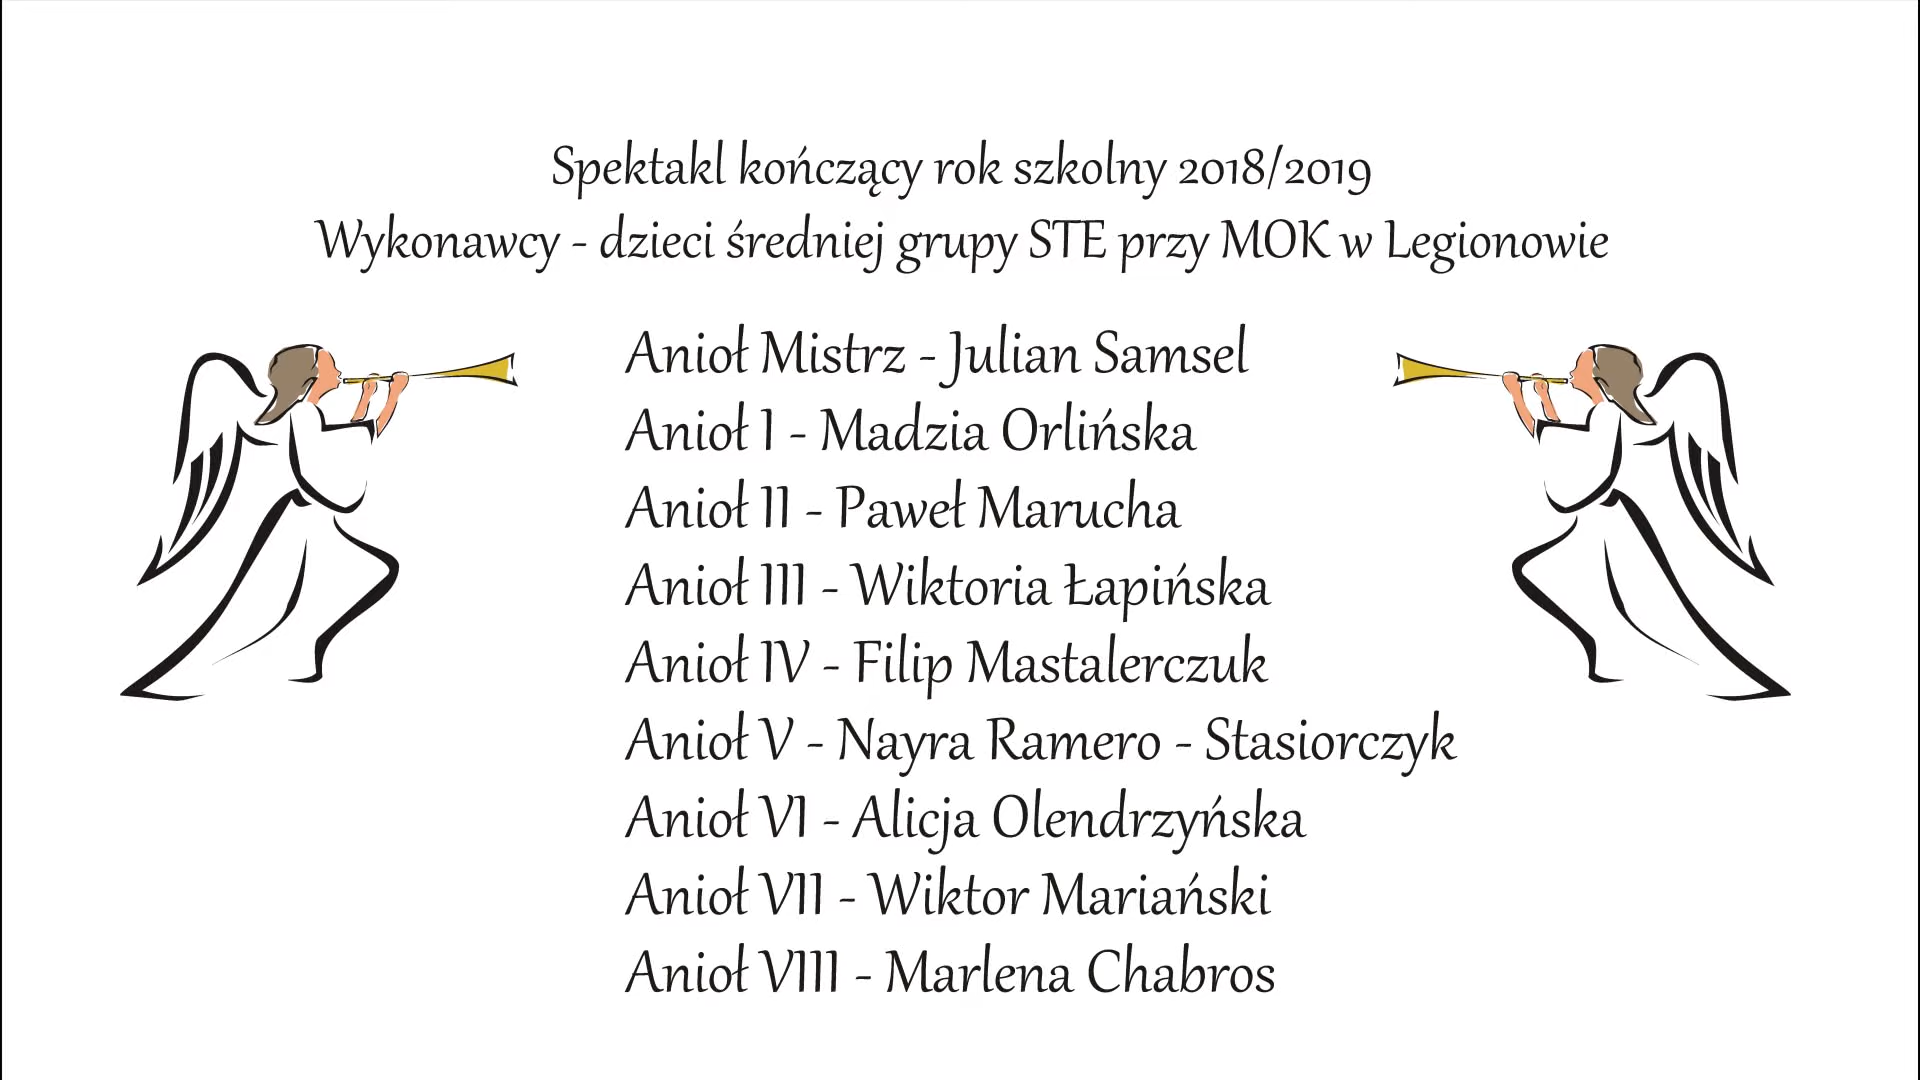 Spektakl kończący rok szkolny 2018/2019
Wykonawcy - dzieci średniej grupy STE przy MOK w Legionowie
Anioł Mistrz - Julian Samsel
Anioł I - Madzia Orlińska
Anioł II - Paweł Marucha
Anioł III - Wiktoria Łapińska
Anioł IV - Filip Mastalerczuk
Anioł V - Nayra Ramero - Stasiorczyk
Anioł VI - Alicja Olendrzyńska
Anioł VII - Wiktor Mariański
Anioł VIII - Marlena Chabros